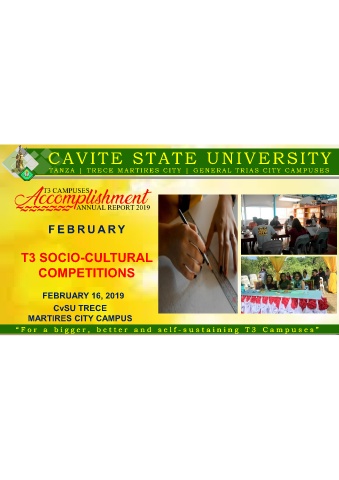 CAVITE STATE UNIVERSITY
TANZA | TRECE MARTIRES CITY | GENERAL TRIAS CITY CAMPUSES
T3 CAMPUSES
Accomplishment
ANNUAL REPORT 2019
FEBRUARY
T3 SOCIO-CULTURAL
COMPETITIONS
FEBRUARY 16, 2019
CvSU TRECE
MARTIRES CITY CAMPUS
"For a bigger, better and self-sustaining T3 Campuses"